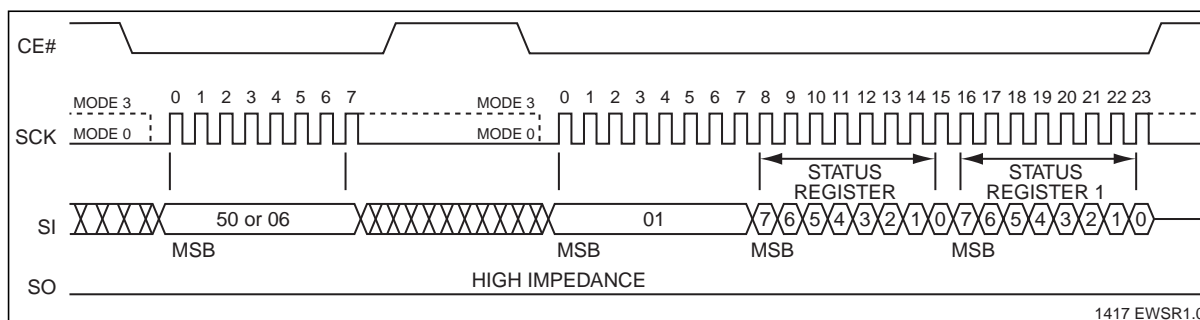 CE#
MODE 3 0 1 2 3 4 5 6 7 MODE 3 0 1 2 3 4 5 6 7 8 9 10 11 12 13 14 15 16 17 18 19 20 21 22 23
SCK MODE 0 MODE 0
STATUS REGISTER
STATUS REGISTER 1
SI 50 or 06 01 7 6 5 4 3 2 1 0 7 6 5 4 3 2 1 0
MSB MSB MSB MSB
SO HIGH IMPEDANCE
1417 EWSR1.0